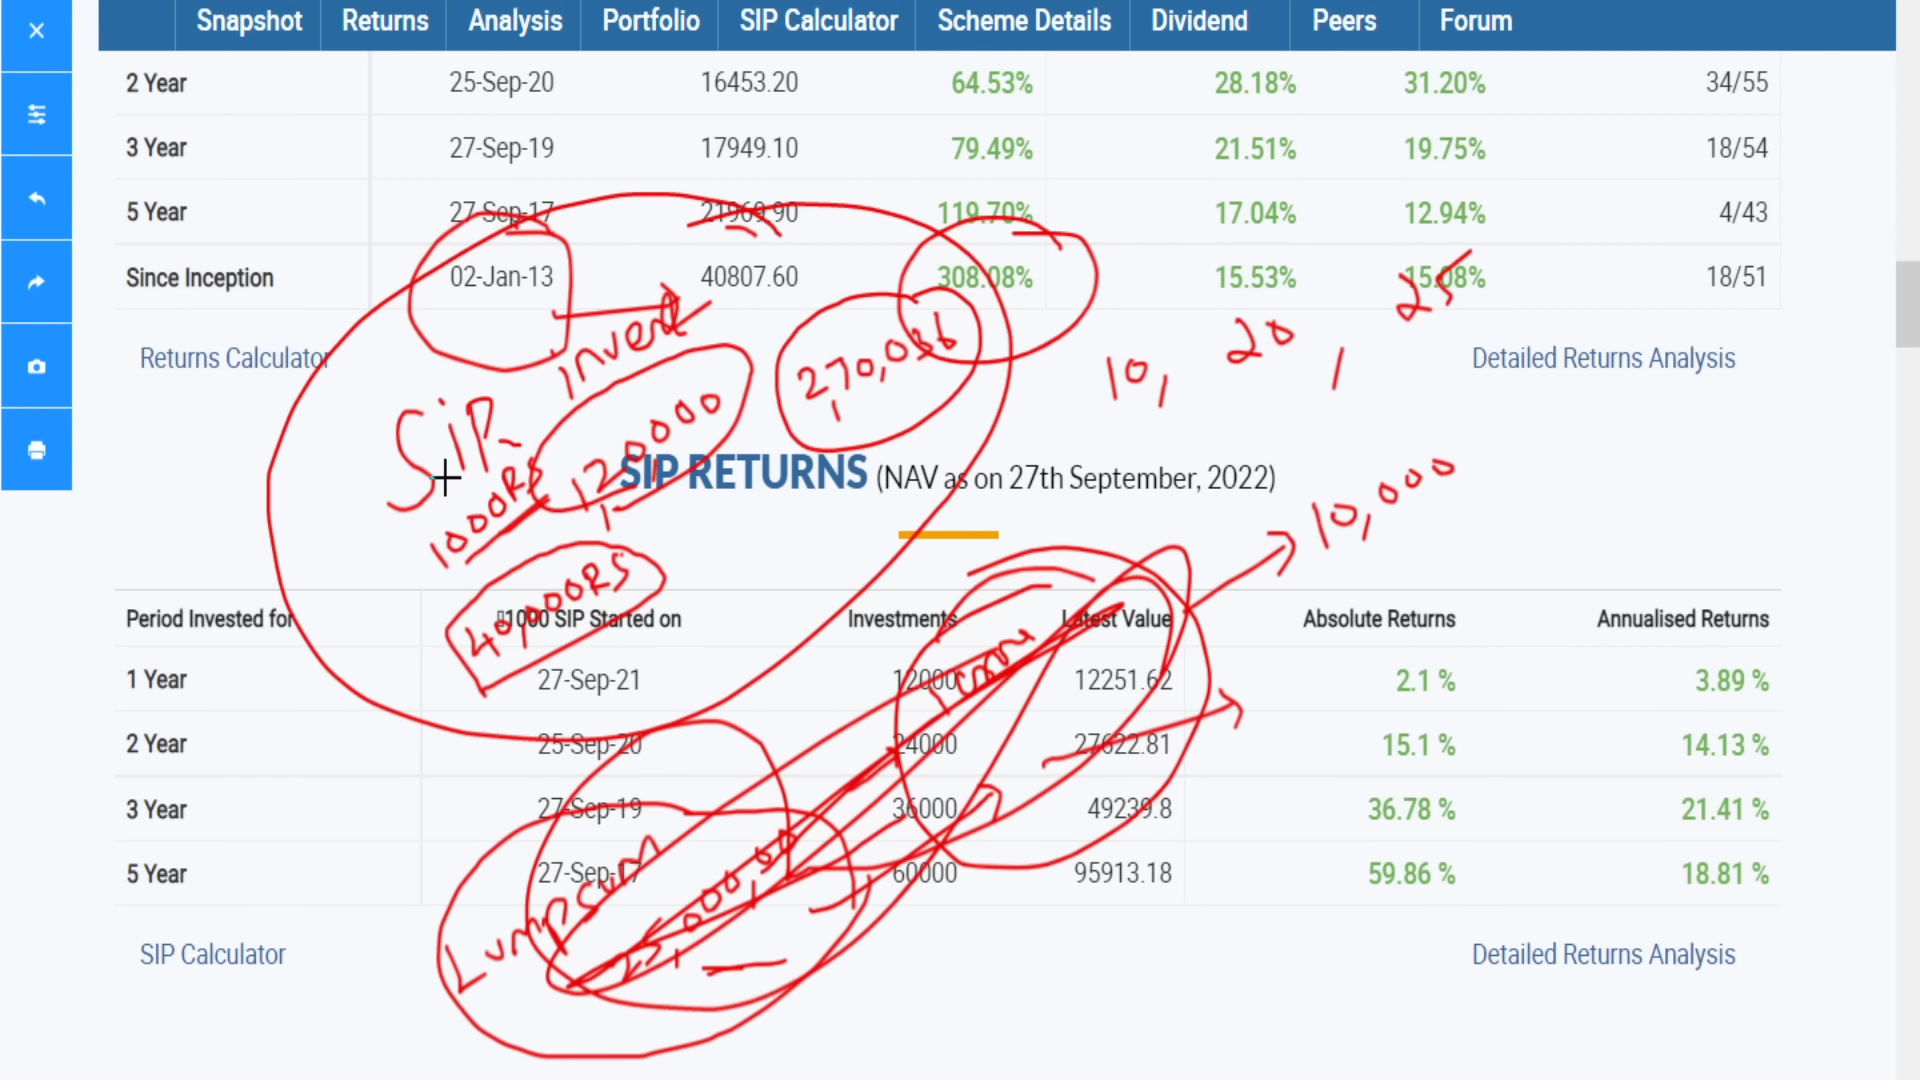 Snapshot Returns Analysis Portfolio SIP Calculator Scheme Details Dividend Peers Forum
2 Year 25-Sep-20 16453.20 64.53% 28.18% 31.20% 34/55
3 Year 27-Sep-19 17949.10 79.49% 21.51% 19.75% 18/54
5 Year 27-Sep-17 21969.90 119.70% 17.04% 12.94% 4/43
Since Inception 02-Jan-13 40807.60 308.08% 15.53% 15.08% 18/51
25
20,
10,
invest
2,70,036
Returns Calculator Detailed Returns Analysis
SIP
1,20,000
1000RS
SIP RETURNS (NAV as on 27th September, 2022)
10,000
40,000RS
Period Invested for 1000 SIP Started on Investments Latest Value Absolute Returns Annualised Returns
1 Year 27-Sep-21 12000 12251.62 2.1 % 3.89 %
2 Year 25-Sep-20 24000 27622.81 15.1 % 14.13 %
3 Year 27-Sep-19 36000 49239.8 36.78 % 21.41 %
5 Year 27-Sep-17 60000 95913.18 59.86 % 18.81 %
Lumpsum
SIP Calculator Detailed Returns Analysis